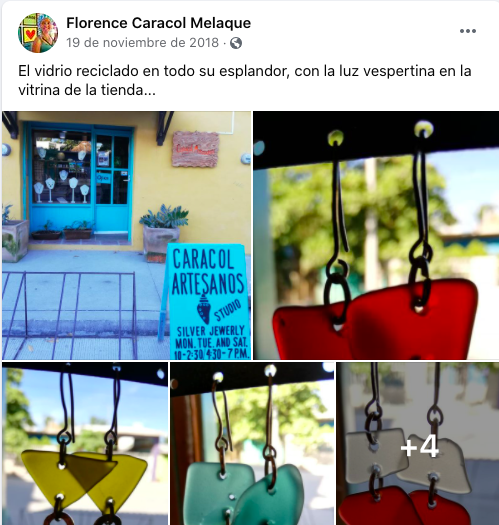 Florence Caracol Melaque
19 de noviembre de 2018 ·
El vidrio reciclado en todo su esplendor, con la luz vespertina en la
vitrina de la tienda...
CARACOL
ARTESANOS
STUDIO
SILVER JEWERLY
MON. TUE. AND SAT.
10-2:30 4:30-7 P.M.
+4